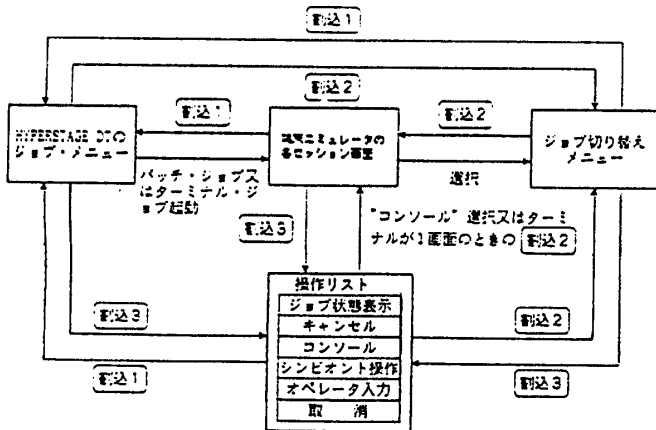 割込1
割込2
割込1
割込2
HYPERSTAGE DTの
ジョブ・メニュー
端末エミュレータの
各セッション画面
ジョブ切り替え
メニュー
バッチ・ジョブ又
はターミナル・ジ
ョブ起動
選択
割込3
"コンソール" 選択又はターミ
ナルが1画面のときの 割込2
操作リスト
ジョブ状態表示
キャンセル
コンソール
シンビオント操作
オペレータ入力
取 消
割込3
割込1
割込2
割込3